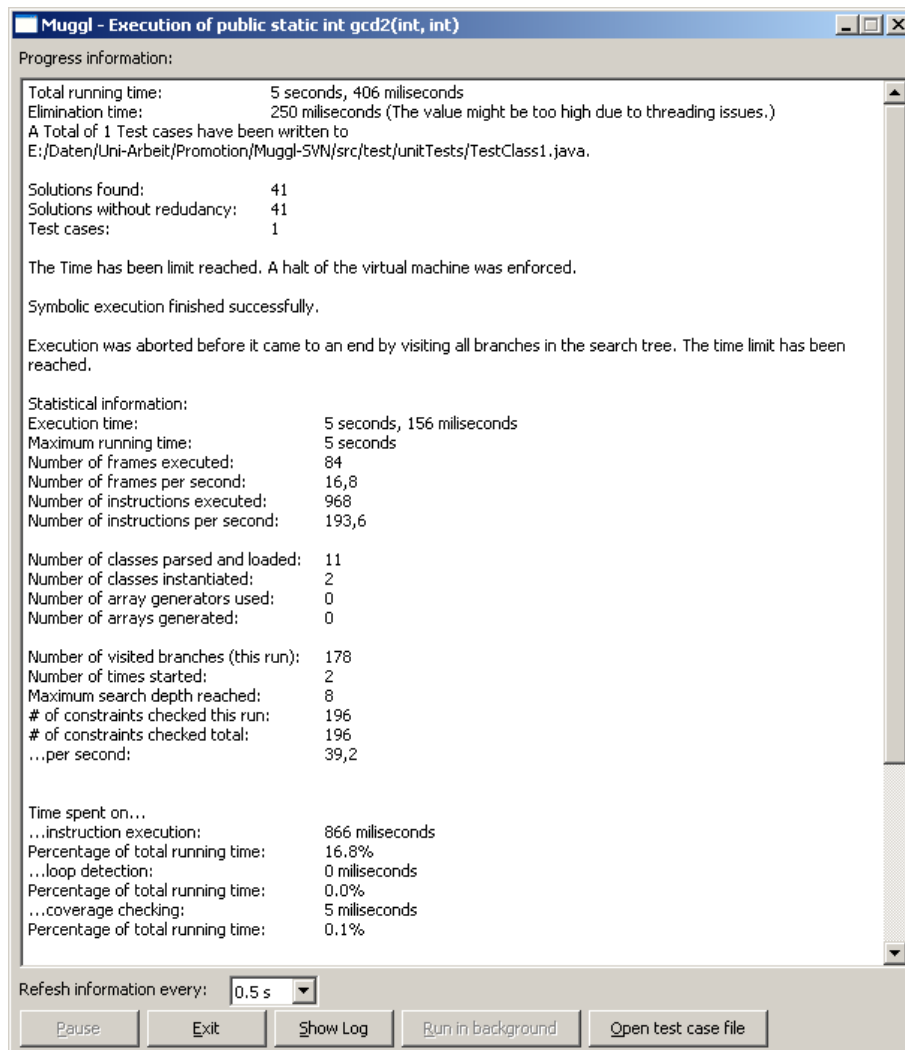 Muggl - Execution of public static int gcd2(int, int)
Progress information:
Total running time: 5 seconds, 406 miliseconds
Elimination time: 250 miliseconds (The value might be too high due to threading issues.)
A Total of 1 Test cases have been written to
E:/Daten/Uni-Arbeit/Promotion/Muggl-SVN/src/test/unitTests/TestClass1.java.
Solutions found: 41
Solutions without redudancy: 41
Test cases: 1
The Time has been limit reached. A halt of the virtual machine was enforced.
Symbolic execution finished successfully.
Execution was aborted before it came to an end by visiting all branches in the search tree. The time limit has been
reached.
Statistical information:
Execution time: 5 seconds, 156 miliseconds
Maximum running time: 5 seconds
Number of frames executed: 84
Number of frames per second: 16,8
Number of instructions executed: 968
Number of instructions per second: 193,6
Number of classes parsed and loaded: 11
Number of classes instantiated: 2
Number of array generators used: 0
Number of arrays generated: 0
Number of visited branches (this run): 178
Number of times started: 2
Maximum search depth reached: 8
# of constraints checked this run: 196
# of constraints checked total: 196
...per second: 39,2
Time spent on...
...instruction execution: 866 miliseconds
Percentage of total running time: 16.8%
...loop detection: 0 miliseconds
Percentage of total running time: 0.0%
...coverage checking: 5 miliseconds
Percentage of total running time: 0.1%
Refesh information every: 0.5 s
Pause Exit Show Log Run in background Open test case file